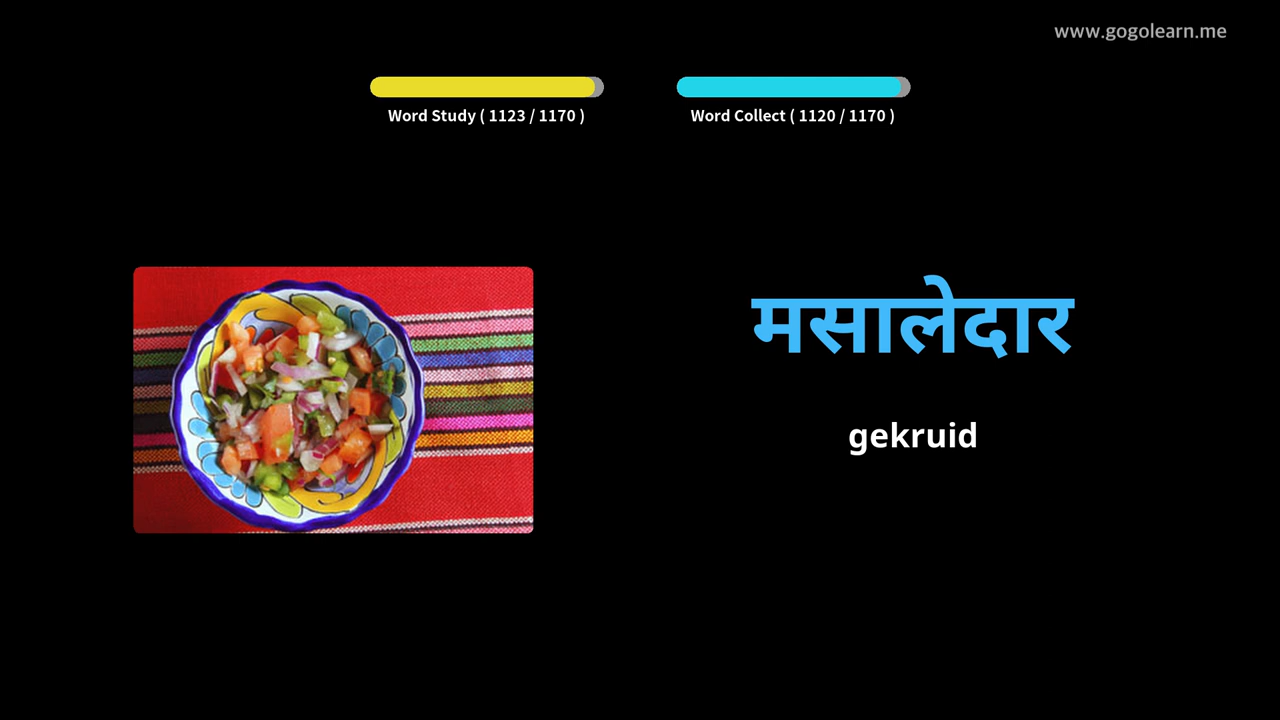 www.gogolearn.me
Word Study ( 1123 / 1170 )
Word Collect ( 1120 / 1170 )
मसालेदार
gekruid